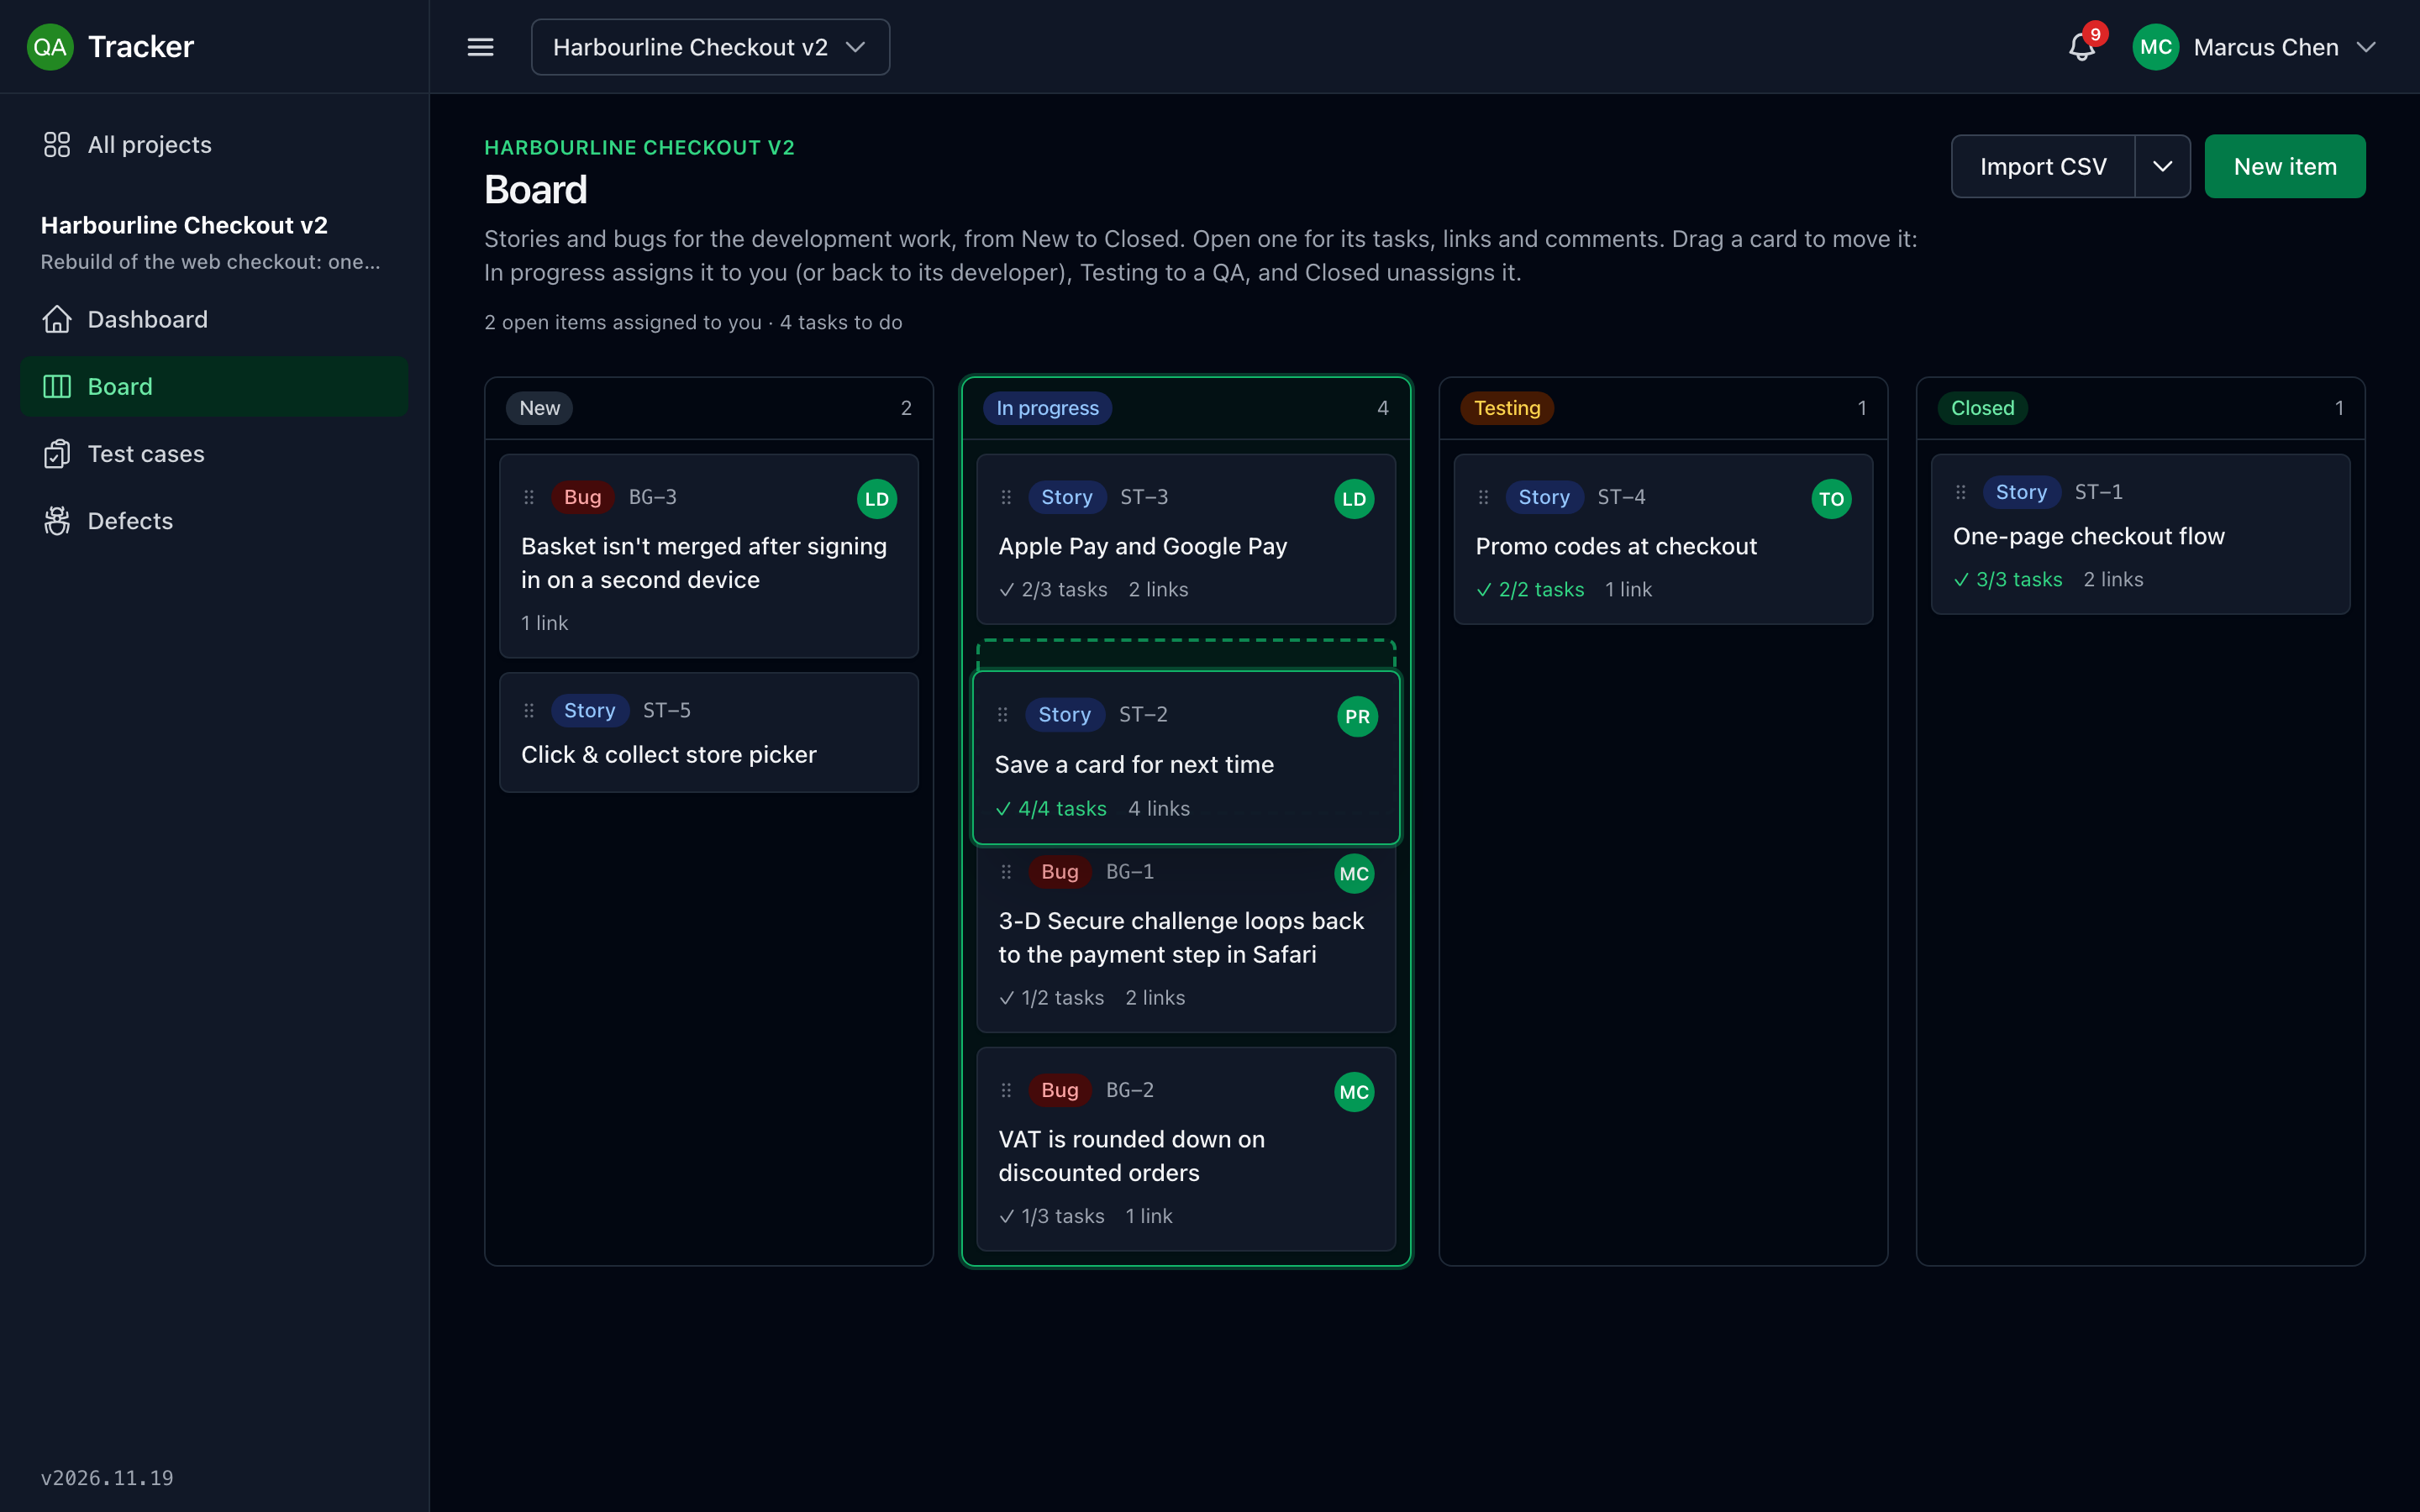 QA Tracker
Harbourline Checkout v2
9
MC Marcus Chen
All projects
Harbourline Checkout v2
Rebuild of the web checkout: one...
Dashboard
Board
Test cases
Defects
v2026.11.19
HARBOURLINE CHECKOUT V2
Board
Import CSV
New item
Stories and bugs for the development work, from New to Closed. Open one for its tasks, links and comments. Drag a card to move it:
In progress assigns it to you (or back to its developer), Testing to a QA, and Closed unassigns it.
2 open items assigned to you · 4 tasks to do
New 2
Bug BG-3 LD
Basket isn't merged after signing
in on a second device
1 link
Story ST-5
Click & collect store picker
In progress 4
Story ST-3 LD
Apple Pay and Google Pay
2/3 tasks 2 links
Story ST-2 PR
Save a card for next time
4/4 tasks 4 links
Bug BG-1 MC
3-D Secure challenge loops back
to the payment step in Safari
1/2 tasks 2 links
Bug BG-2 MC
VAT is rounded down on
discounted orders
1/3 tasks 1 link
Testing 1
Story ST-4 TO
Promo codes at checkout
2/2 tasks 1 link
Closed 1
Story ST-1
One-page checkout flow
3/3 tasks 2 links